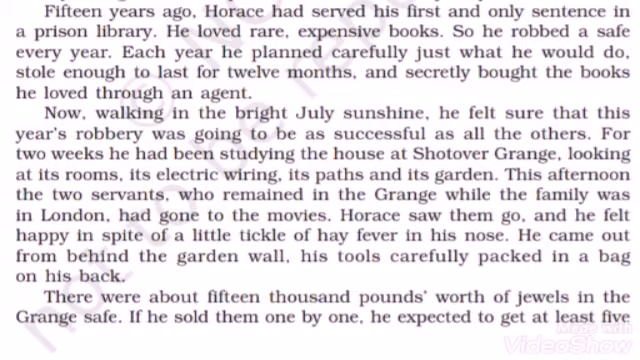 Fifteen years ago, Horace had served his first and only sentence in
a prison library. He loved rare, expensive books. So he robbed a safe
every year. Each year he planned carefully just what he would do,
stole enough to last for twelve months, and secretly bought the books
he loved through an agent.
Now, walking in the bright July sunshine, he felt sure that this
year's robbery was going to be as successful as all the others. For
two weeks he had been studying the house at Shotover Grange, looking
at its rooms, its electric wiring, its paths and its garden. This afternoon
the two servants, who remained in the Grange while the family was
in London, had gone to the movies. Horace saw them go, and he felt
happy in spite of a little tickle of hay fever in his nose. He came out
from behind the garden wall, his tools carefully packed in a bag
on his back.
There were about fifteen thousand pounds' worth of jewels in the
Grange safe. If he sold them one by one, he expected to get at least five
Made with
VideoShow